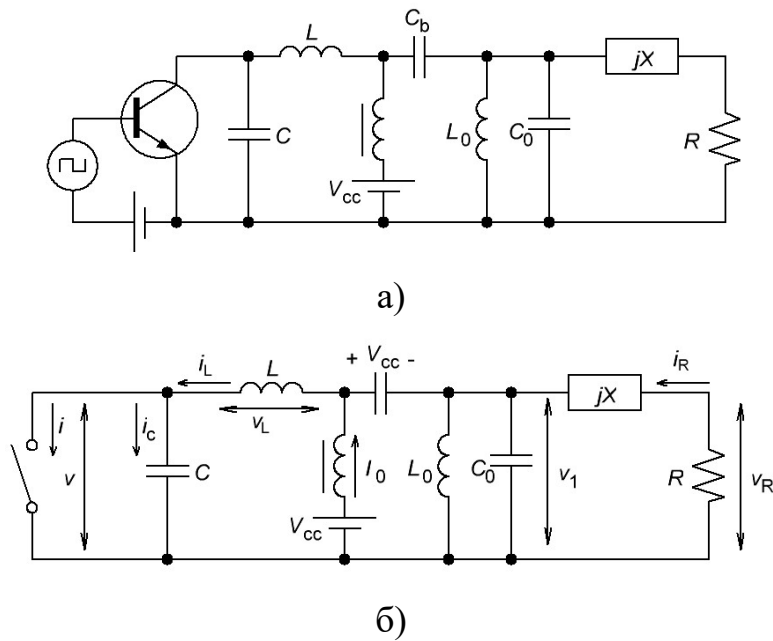 L
C_b
C
V_cc
L_0
C_0
jX
R
а)
i_L
L
+ V_cc -
i_R
jX
i
v
i_c
C
v_L
I_0
V_cc
L_0
C_0
v_1
R
v_R
б)